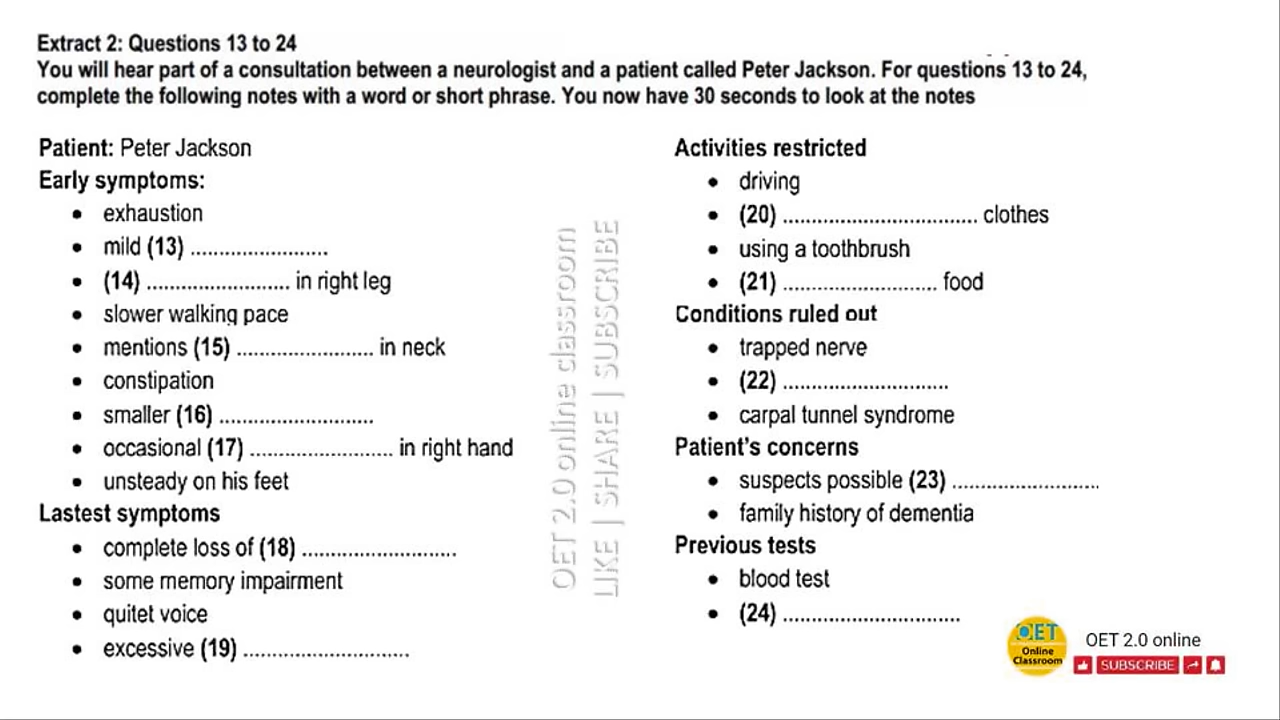 Extract 2: Questions 13 to 24
You will hear part of a consultation between a neurologist and a patient called Peter Jackson. For questions 13 to 24,
complete the following notes with a word or short phrase. You now have 30 seconds to look at the notes
Patient: Peter Jackson
Early symptoms:
• exhaustion
• mild (13) ........................
• (14) ......................... in right leg
• slower walking pace
• mentions (15) ........................ in neck
• constipation
• smaller (16) ...........................
• occasional (17) ......................... in right hand
• unsteady on his feet
Lastest symptoms
• complete loss of (18) ...........................
• some memory impairment
• quitet voice
• excessive (19) .............................
OET 2.0 online classroom
LIKE | SHARE | SUBSCRIBE
Activities restricted
• driving
• (20) .................................. clothes
• using a toothbrush
• (21) ........................... food
Conditions ruled out
• trapped nerve
• (22) .............................
• carpal tunnel syndrome
Patient's concerns
• suspects possible (23) ..........................
• family history of dementia
Previous tests
• blood test
• (24) ...............................
OET
Online
Classroom
OET 2.0 online
SUBSCRIBE